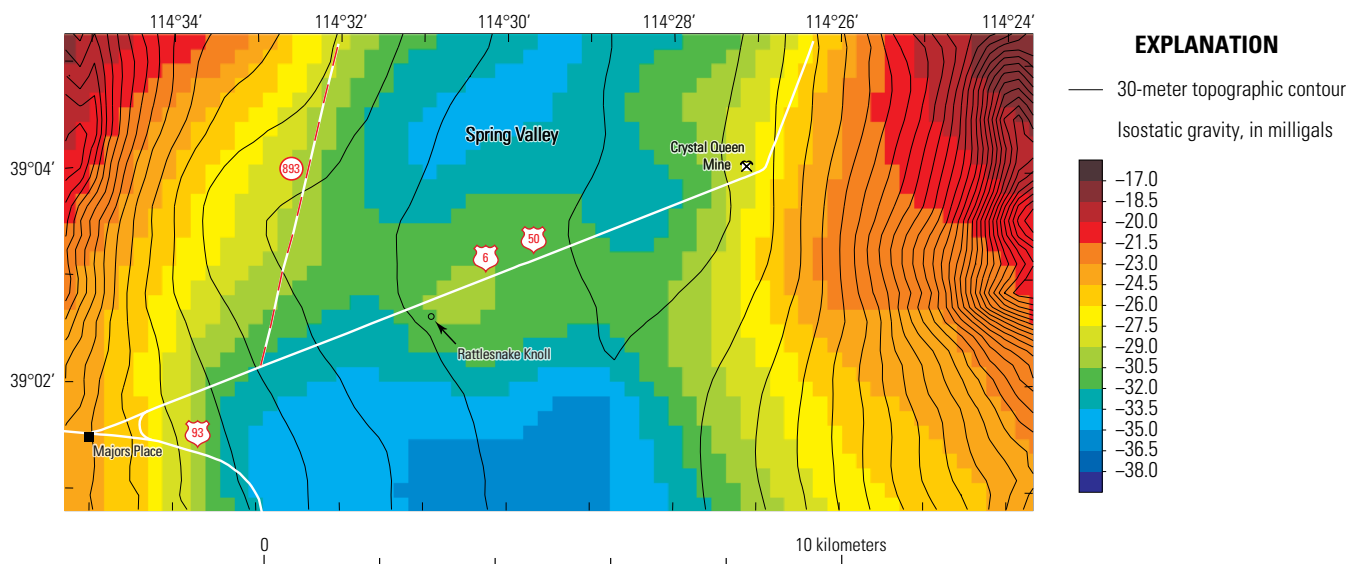 114°34' 114°32' 114°30' 114°28' 114°26' 114°24'
EXPLANATION
30-meter topographic contour
Isostatic gravity, in milligals
–17.0
–18.5
–20.0
–21.5
–23.0
–24.5
–26.0
–27.5
–29.0
–30.5
–32.0
–33.5
–35.0
–36.5
–38.0
Spring Valley
Crystal Queen
Mine
39°04'
893
50
6
Rattlesnake Knoll
39°02'
93
Majors Place
0 10 kilometers